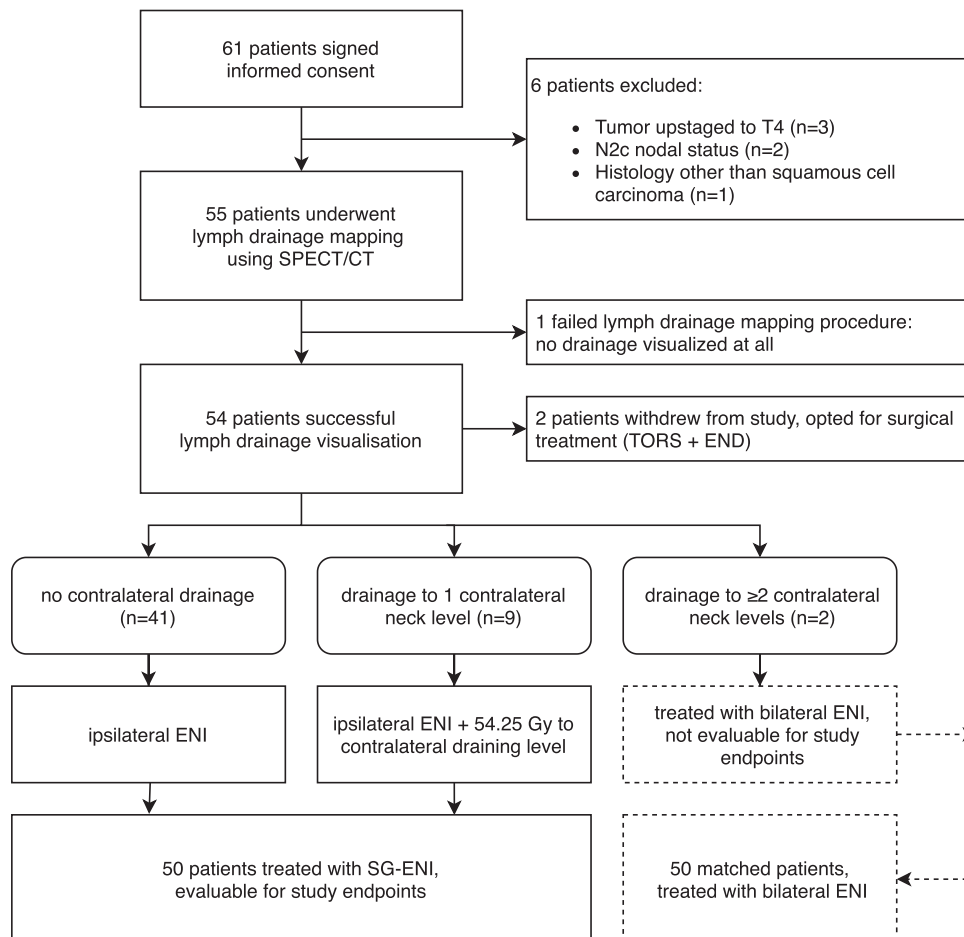 61 patients signed
informed consent
6 patients excluded:
• Tumor upstaged to T4 (n=3)
• N2c nodal status (n=2)
• Histology other than squamous cell
carcinoma (n=1)
55 patients underwent
lymph drainage mapping
using SPECT/CT
1 failed lymph drainage mapping procedure:
no drainage visualized at all
54 patients successful
lymph drainage visualisation
2 patients withdrew from study, opted for surgical
treatment (TORS + END)
no contralateral drainage
(n=41)
drainage to 1 contralateral
neck level (n=9)
drainage to ≥2 contralateral
neck levels (n=2)
ipsilateral ENI
ipsilateral ENI + 54.25 Gy to
contralateral draining level
treated with bilateral ENI,
not evaluable for study
endpoints
50 patients treated with SG-ENI,
evaluable for study endpoints
50 matched patients,
treated with bilateral ENI